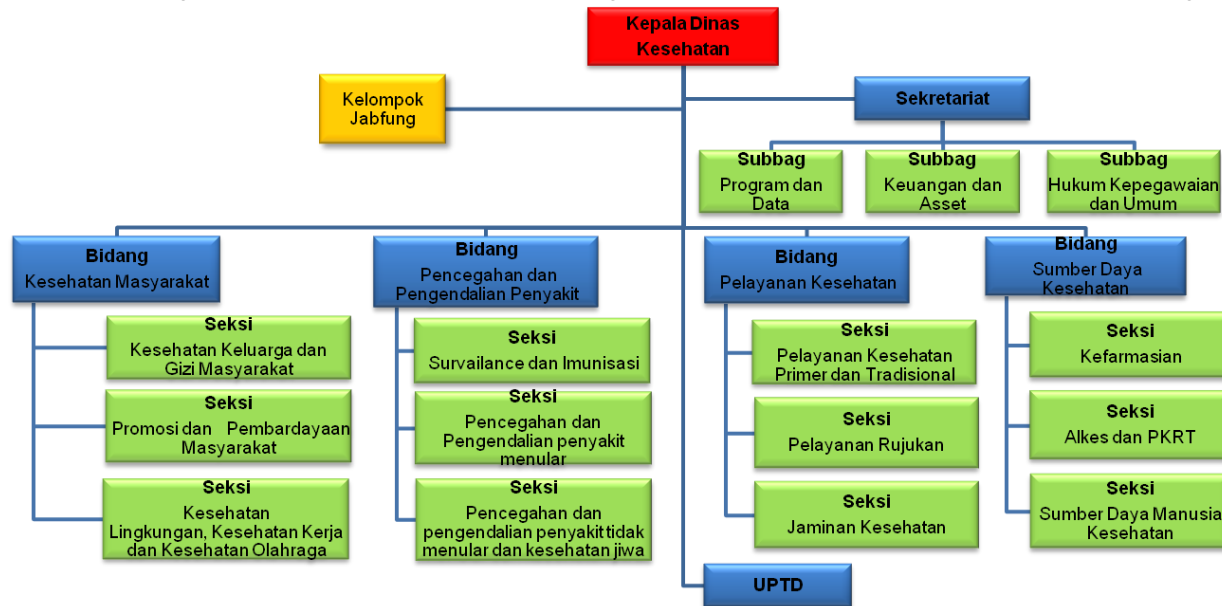 Kepala Dinas
Kesehatan
Kelompok
Jabfung
Sekretariat
Subbag
Program dan
Data
Subbag
Keuangan dan
Asset
Subbag
Hukum Kepegawaian
dan Umum
Bidang
Kesehatan Masyarakat
Bidang
Pencegahan dan
Pengendalian Penyakit
Bidang
Pelayanan Kesehatan
Bidang
Sumber Daya
Kesehatan
Seksi
Kesehatan Keluarga dan
Gizi Masyarakat
Seksi
Promosi dan Pembardayaan
Masyarakat
Seksi
Kesehatan
Lingkungan, Kesehatan Kerja
dan Kesehatan Olahraga
Seksi
Survailance dan Imunisasi
Seksi
Pencegahan dan
Pengendalian penyakit
menular
Seksi
Pencegahan dan
pengendalian penyakit tidak
menular dan kesehatan jiwa
Seksi
Pelayanan Kesehatan
Primer dan Tradisional
Seksi
Pelayanan Rujukan
Seksi
Jaminan Kesehatan
Seksi
Kefarmasian
Seksi
Alkes dan PKRT
Seksi
Sumber Daya Manusia
Kesehatan
UPTD